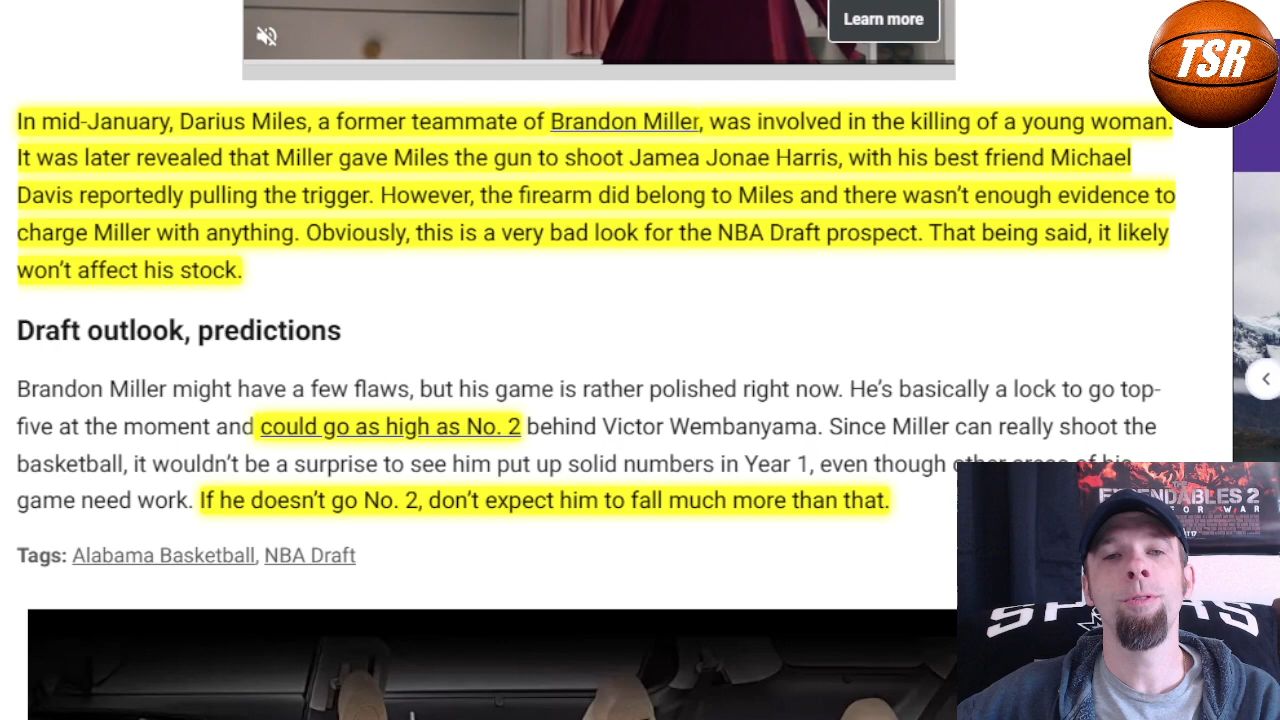 Learn more
TSR
In mid-January, Darius Miles, a former teammate of Brandon Miller, was involved in the killing of a young woman.
It was later revealed that Miller gave Miles the gun to shoot Jamea Jonae Harris, with his best friend Michael
Davis reportedly pulling the trigger. However, the firearm did belong to Miles and there wasn’t enough evidence to
charge Miller with anything. Obviously, this is a very bad look for the NBA Draft prospect. That being said, it likely
won’t affect his stock.
Draft outlook, predictions
Brandon Miller might have a few flaws, but his game is rather polished right now. He’s basically a lock to go top-
five at the moment and could go as high as No. 2 behind Victor Wembanyama. Since Miller can really shoot the
basketball, it wouldn’t be a surprise to see him put up solid numbers in Year 1, even though other areas of his
game need work. If he doesn’t go No. 2, don’t expect him to fall much more than that.
Tags: Alabama Basketball, NBA Draft
THE
2
WAR